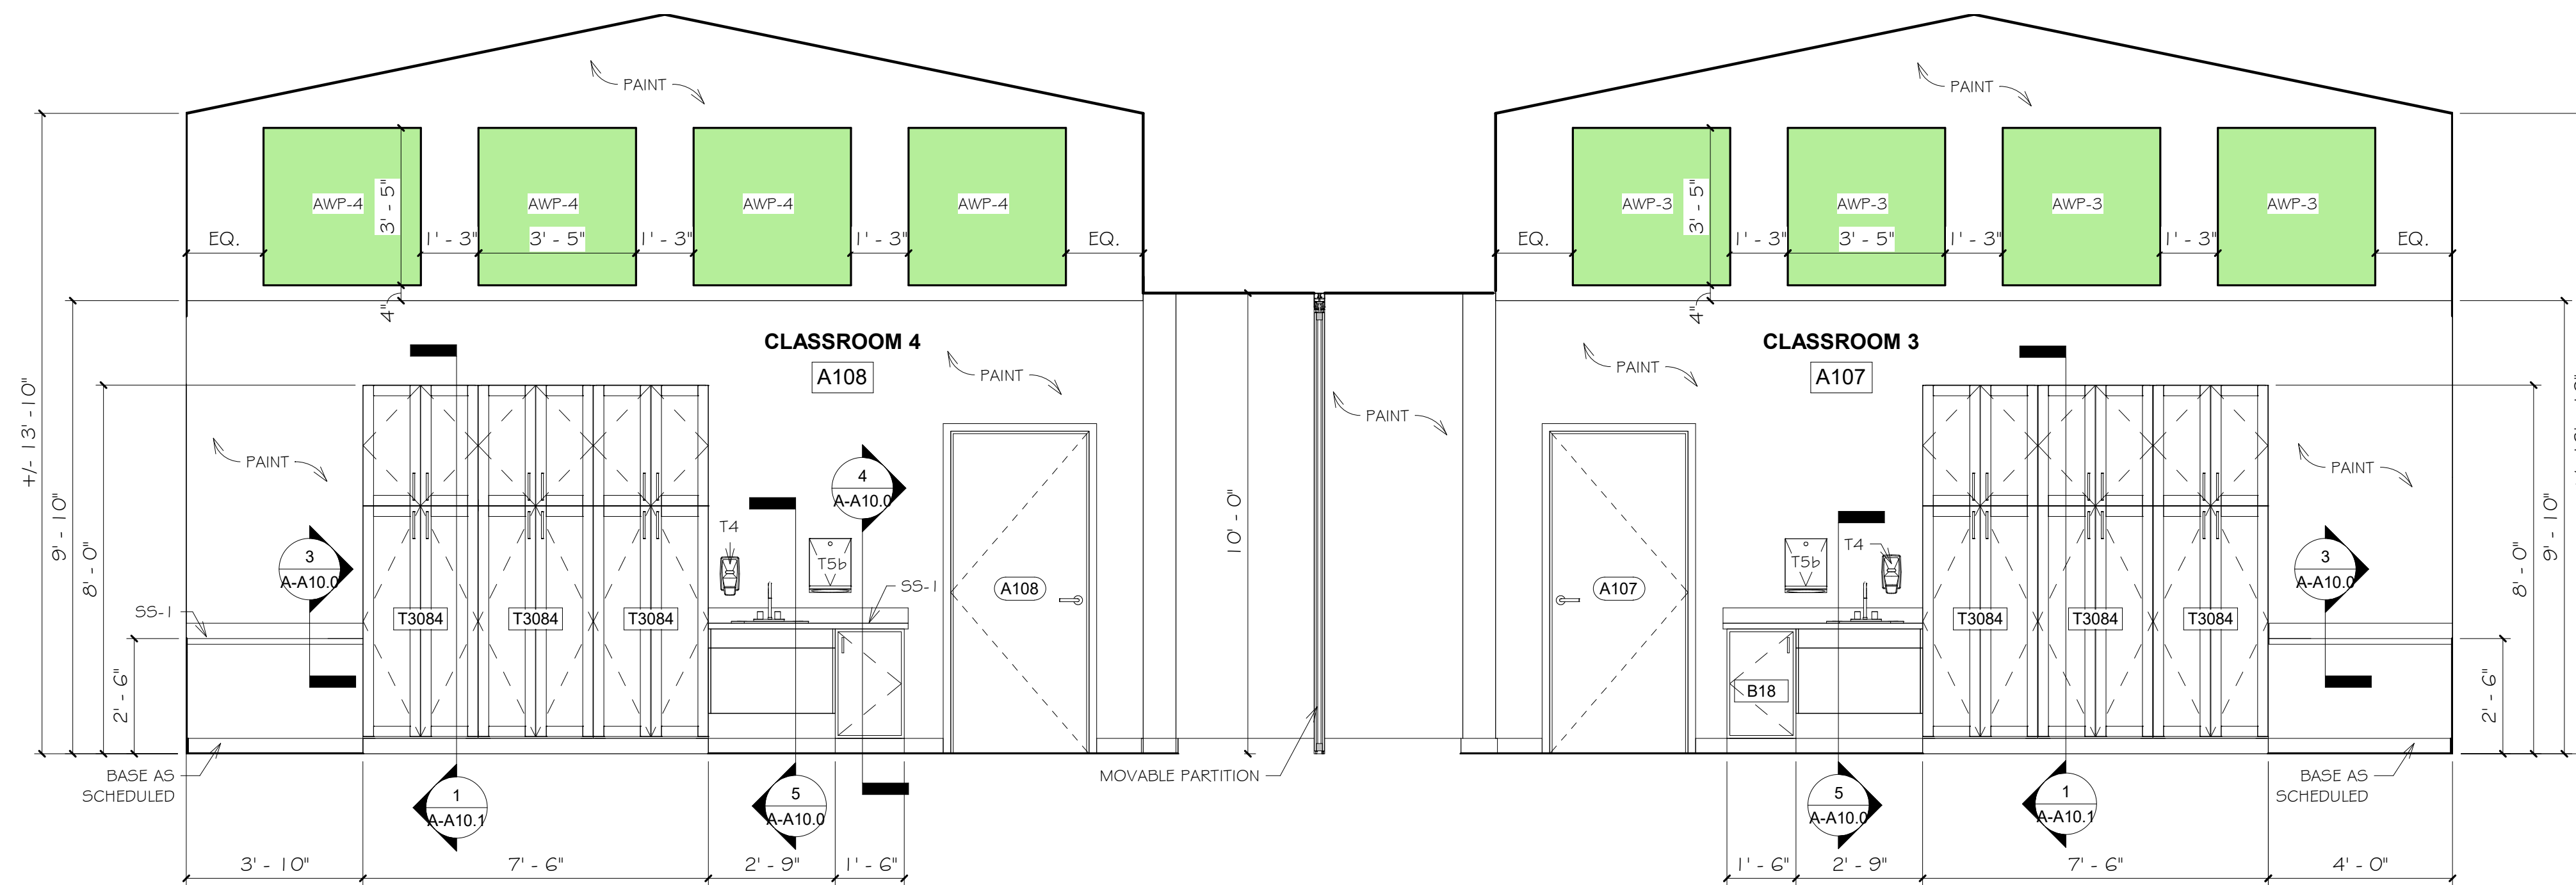 PAINT
PAINT
AWP-4
AWP-4
AWP-4
AWP-4
AWP-3
AWP-3
AWP-3
AWP-3
3' - 5"
3' - 5"
EQ.
1' - 3"
3' - 5"
1' - 3"
1' - 3"
EQ.
EQ.
1' - 3"
3' - 5"
1' - 3"
1' - 3"
EQ.
4"
4"
CLASSROOM 4
A108
CLASSROOM 3
A107
PAINT
PAINT
PAINT
PAINT
PAINT
+/- 13' - 10"
9' - 10"
8' - 0"
2' - 6"
10' - 0"
2' - 6"
8' - 0"
9' - 10"
3
A-A10.0
4
A-A10.0
3
A-A10.0
T4
T5b
T5b
T4
SS-1
SS-1
A108
A107
T3084
T3084
T3084
T3084
T3084
T3084
B18
BASE AS
SCHEDULED
MOVABLE PARTITION
BASE AS
SCHEDULED
1
A-A10.1
5
A-A10.0
5
A-A10.0
1
A-A10.1
3' - 10"
7' - 6"
2' - 9"
1' - 6"
1' - 6"
2' - 9"
7' - 6"
4' - 0"